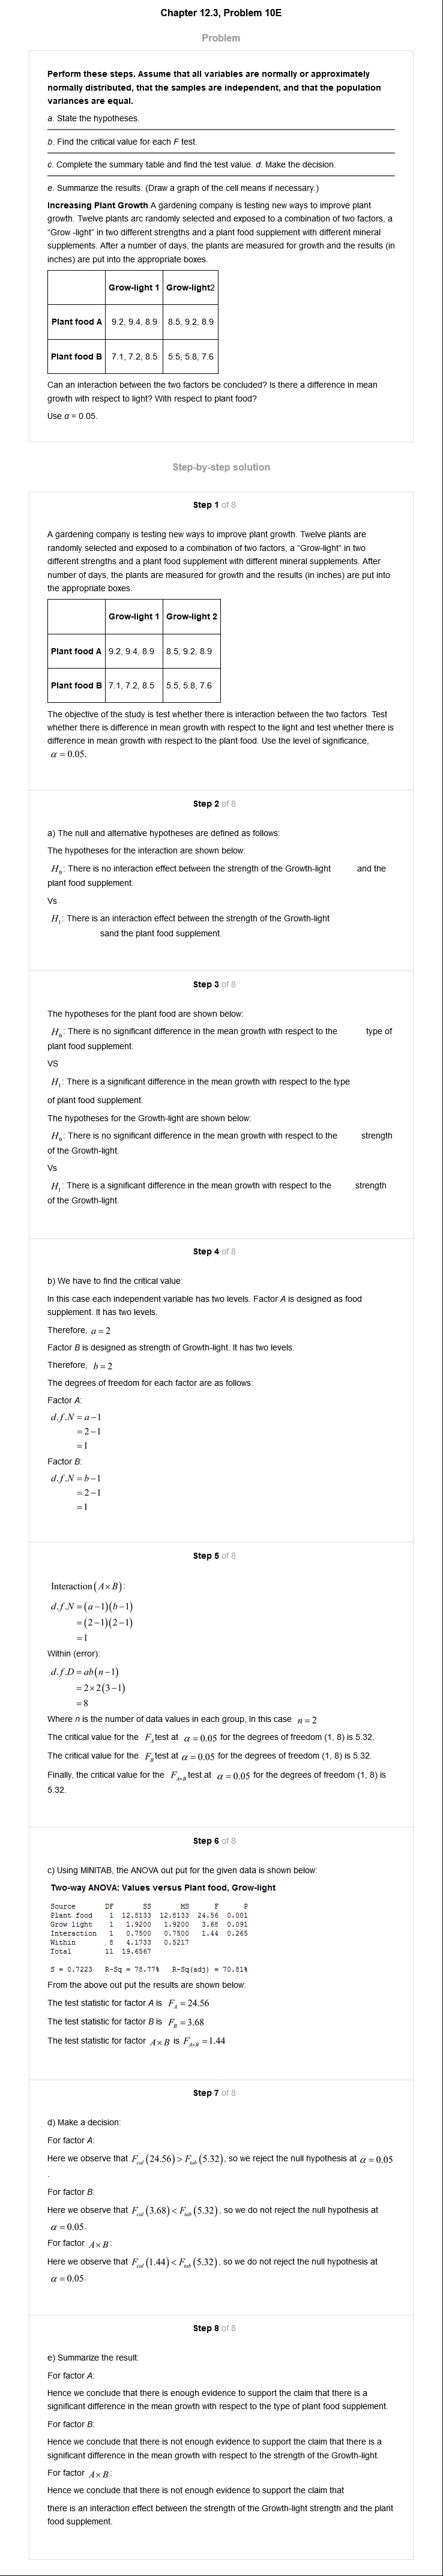 Chapter 12.3, Problem 10E
Problem
Perform these steps. Assume that all variables are normally or approximately
normally distributed, that the samples are independent, and that the population
variances are equal.
a. State the hypotheses.
b. Find the critical value for each F test.
c. Complete the summary table and find the test value. d. Make the decision.
e. Summarize the results. (Draw a graph of the cell means if necessary.)
Increasing Plant Growth A gardening company is testing new ways to improve plant
growth. Twelve plants arc randomly selected and exposed to a combination of two factors, a
"Grow -light" in two different strengths and a plant food supplement with different mineral
supplements. After a number of days, the plants are measured for growth and the results (in
inches) are put into the appropriate boxes.
Grow-light 1 Grow-light2
Plant food A 9.2, 9.4, 8.9 8.5, 9.2, 8.9
Plant food B 7.1, 7.2, 8.5 5.5, 5.8, 7.6
Can an interaction between the two factors be concluded? Is there a difference in mean
growth with respect to light? With respect to plant food?
Use α = 0.05.
Step-by-step solution
Step 1 of 8
A gardening company is testing new ways to improve plant growth. Twelve plants are
randomly selected and exposed to a combination of two factors, a "Grow-light" in two
different strengths and a plant food supplement with different mineral supplements. After
number of days, the plants are measured for growth and the results (in inches) are put into
the appropriate boxes.
Grow-light 1 Grow-light 2
Plant food A 9.2, 9.4, 8.9 8.5, 9.2, 8.9
Plant food B 7.1, 7.2, 8.5 5.5, 5.8, 7.6
The objective of the study is test whether there is interaction between the two factors. Test
whether there is difference in mean growth with respect to the light and test whether there is
difference in mean growth with respect to the plant food. Use the level of significance,
α = 0.05.
Step 2 of 8
a) The null and alternative hypotheses are defined as follows:
The hypotheses for the interaction are shown below:
H₀: There is no interaction effect between the strength of the Growth-light and the
plant food supplement.
Vs
H₁: There is an interaction effect between the strength of the Growth-light
sand the plant food supplement.
Step 3 of 8
The hypotheses for the plant food are shown below:
H₀: There is no significant difference in the mean growth with respect to the type of
plant food supplement.
VS
H₁: There is a significant difference in the mean growth with respect to the type
of plant food supplement.
The hypotheses for the Growth-light are shown below:
H₀: There is no significant difference in the mean growth with respect to the strength
of the Growth-light.
Vs
H₁: There is a significant difference in the mean growth with respect to the strength
of the Growth-light.
Step 4 of 8
b) We have to find the critical value:
In this case each independent variable has two levels. Factor A is designed as food
supplement. It has two levels.
Therefore, a = 2
Factor B is designed as strength of Growth-light. It has two levels.
Therefore, b = 2
The degrees of freedom for each factor are as follows:
Factor A:
d.f.N = a−1
= 2−1
= 1
Factor B:
d.f.N = b−1
= 2−1
= 1
Step 5 of 8
Interaction (A×B):
d.f.N = (a−1)(b−1)
= (2−1)(2−1)
= 1
Within (error):
d.f.D = ab(n−1)
= 2×2(3−1)
= 8
Where n is the number of data values in each group, In this case n = 2
The critical value for the F_A test at α = 0.05 for the degrees of freedom (1, 8) is 5.32.
The critical value for the F_B test at α = 0.05 for the degrees of freedom (1, 8) is 5.32.
Finally, the critical value for the F_A×B test at α = 0.05 for the degrees of freedom (1, 8) is
5.32.
Step 6 of 8
c) Using MINITAB, the ANOVA out put for the given data is shown below:
Two-way ANOVA: Values versus Plant food, Grow-light
Source DF SS MS F P
Plant food 1 12.8133 12.8133 24.56 0.001
Grow light 1 1.9200 1.9200 3.68 0.091
Interaction 1 0.7500 0.7500 1.44 0.265
Within 8 4.1733 0.5217
Total 11 19.6567
S = 0.7223 R-Sq = 78.77% R-Sq(adj) = 70.81%
From the above out put the results are shown below:
The test statistic for factor A is F_A = 24.56
The test statistic for factor B is F_B = 3.68
The test statistic for factor A×B is F_A×B = 1.44
Step 7 of 8
d) Make a decision:
For factor A:
Here we observe that F_cal (24.56) > F_tab (5.32), so we reject the null hypothesis at α = 0.05
.
For factor B:
Here we observe that F_cal (3.68) < F_tab (5.32), so we do not reject the null hypothesis at
α = 0.05.
For factor A×B:
Here we observe that F_cal (1.44) < F_tab (5.32), so we do not reject the null hypothesis at
α = 0.05.
Step 8 of 8
e) Summarize the result:
For factor A:
Hence we conclude that there is enough evidence to support the claim that there is a
significant difference in the mean growth with respect to the type of plant food supplement.
For factor B:
Hence we conclude that there is not enough evidence to support the claim that there is a
significant difference in the mean growth with respect to the strength of the Growth-light.
For factor A×B:
Hence we conclude that there is not enough evidence to support the claim that
there is an interaction effect between the strength of the Growth-light strength and the plant
food supplement.